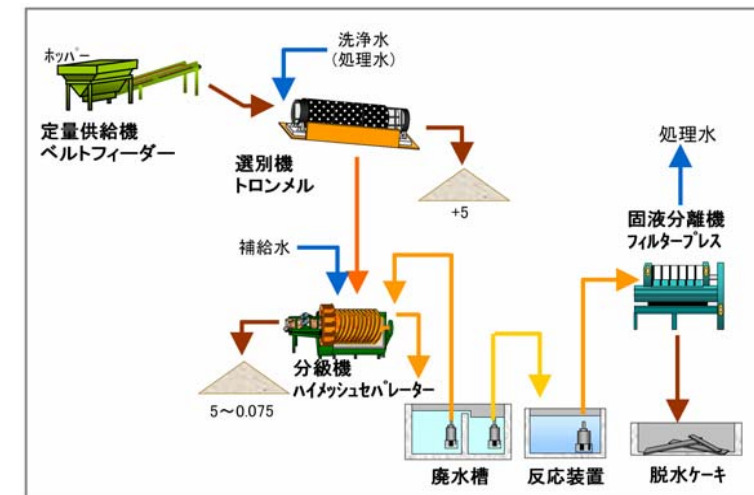 ホッパー
定量供給機
ベルトフィーダー
洗浄水
(処理水)
選別機
トロンメル
+5
処理水
固液分離機
フィルタープレス
補給水
分級機
ハイメッシュセパレーター
5～0.075
廃水槽
反応装置
脱水ケーキ